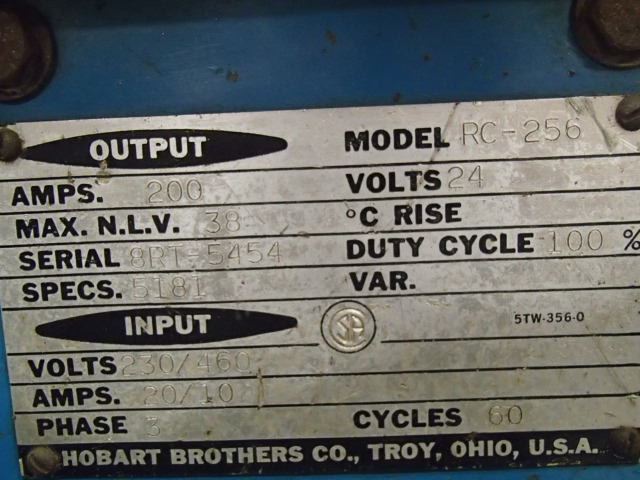 OUTPUT MODEL RC-256
AMPS. 200 VOLTS 24
MAX. N.L.V. 38 °C RISE
SERIAL 8RT-5454 DUTY CYCLE 100 %
SPECS. 5181 VAR.
INPUT SA 5TW-356-0
VOLTS 230/460
AMPS. 20/10
PHASE 3 CYCLES 60
HOBART BROTHERS CO., TROY, OHIO, U.S.A.